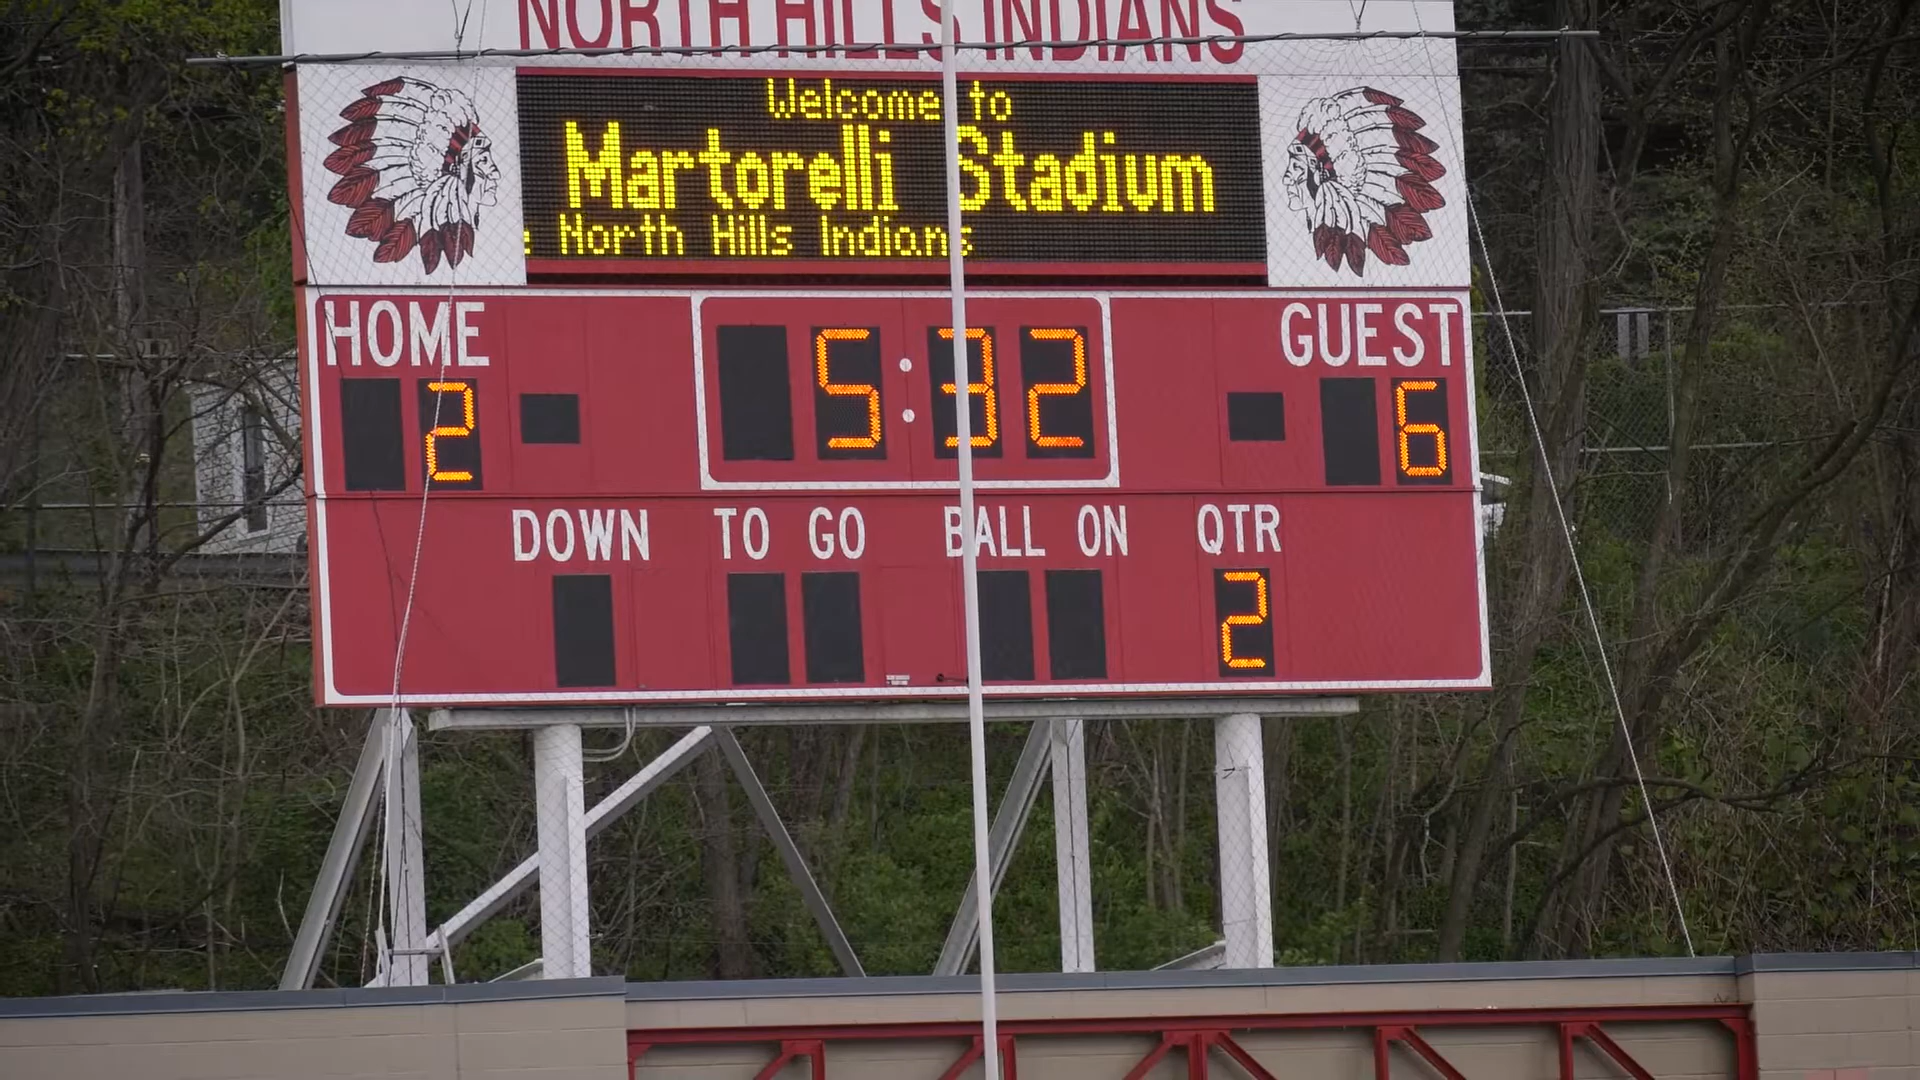 NORTH HILLS INDIANS
Welcome to
Martorelli Stadium
North Hills Indians
HOME
5:32
GUEST
2
6
DOWN TO GO BALL ON QTR
2